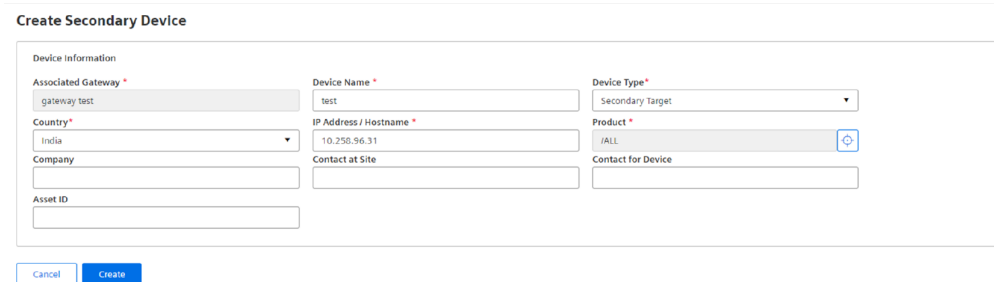 Create Secondary Device
Device Information
Associated Gateway * Device Name * Device Type*
gateway test test Secondary Target
Country* IP Address / Hostname * Product *
India 10.258.96.31 /ALL
Company Contact at Site Contact for Device
Asset ID
Cancel Create